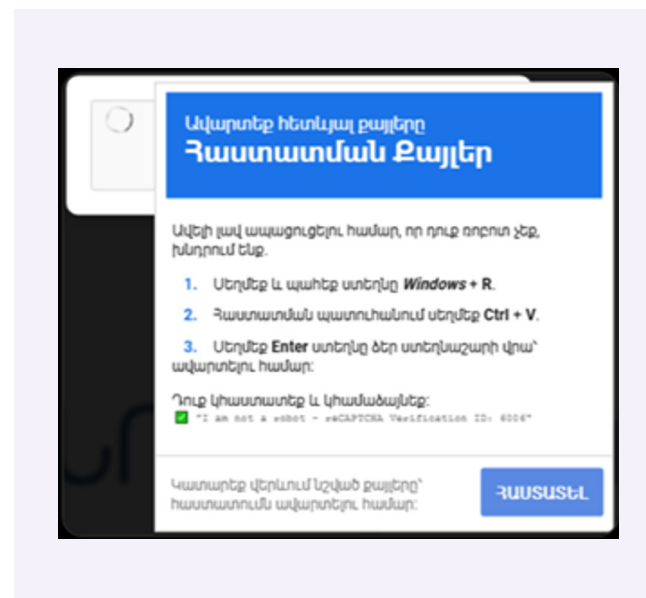 Ավարտեք հետևյալ քայլերը
Հաստատման Քայլեր
Ավելի լավ ապացուցելու համար, որ դուք ռոբոտ չեք,
խնդրում ենք.
1. Սեղմեք և պահեք ստեղնը Windows + R.
2. Հաստատման պատուհանում սեղմեք Ctrl + V.
3. Սեղմեք Enter ստեղնը ձեր ստեղնաշարի վրա՝
ավարտելու համար:
Դուք կհաստատեք և կհամաձայնեք:
"I am not a robot - reCAPTCHA Verification ID: 6006"
Կատարեք վերևում նշված քայլերը՝
հաստատումն ավարտելու համար:
ՀԱՍՏԱՏԵԼ